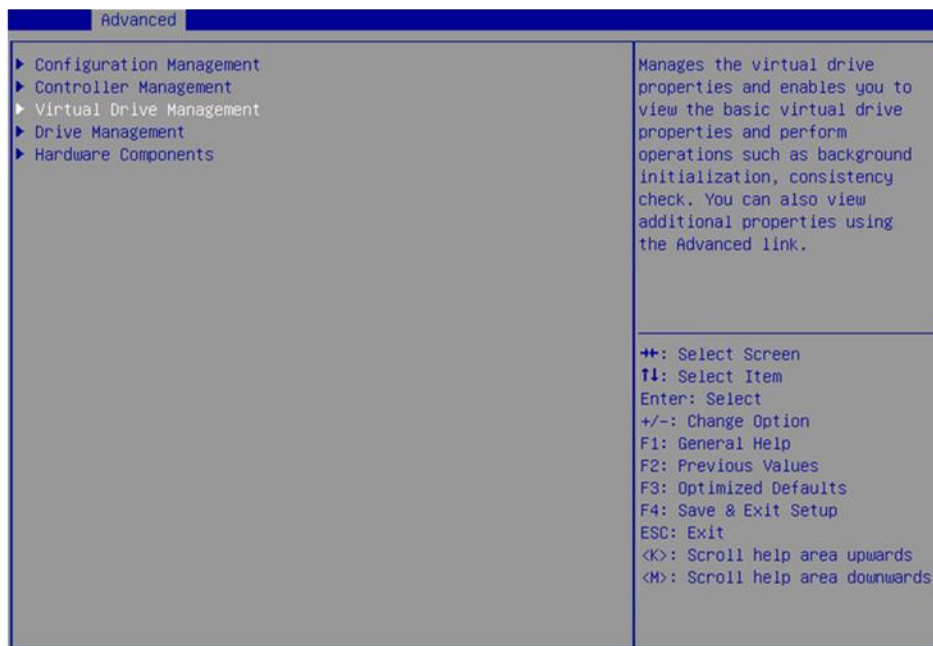 Advanced
▶ Configuration Management
▶ Controller Management
▶ Virtual Drive Management
▶ Drive Management
▶ Hardware Components
Manages the virtual drive
properties and enables you to
view the basic virtual drive
properties and perform
operations such as background
initialization, consistency
check. You can also view
additional properties using
the Advanced link.
→←: Select Screen
↑↓: Select Item
Enter: Select
+/-: Change Option
F1: General Help
F2: Previous Values
F3: Optimized Defaults
F4: Save & Exit Setup
ESC: Exit
<K>: Scroll help area upwards
<M>: Scroll help area downwards